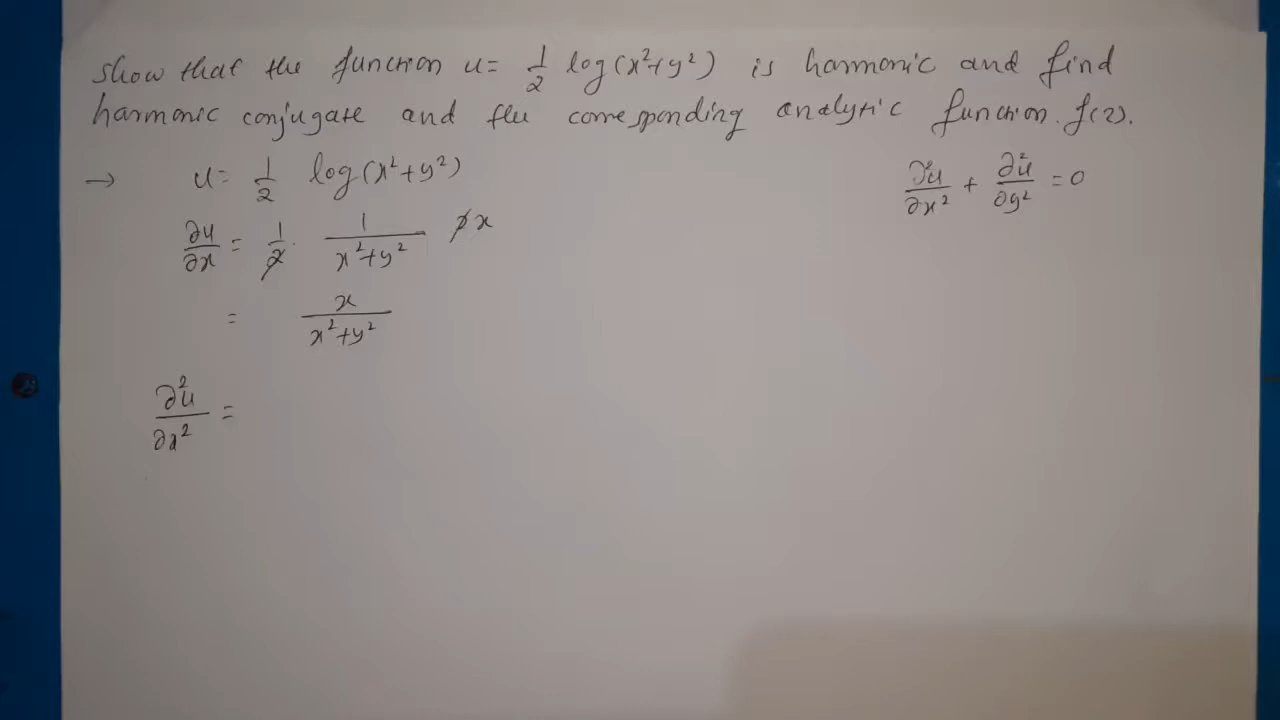 show that the function u = 1/2 log(x²+y²) is harmonic and find
harmonic conjugate and the corresponding analytic function. f(z).
→ u = 1/2 log(x²+y²)
∂²u/∂x² + ∂²u/∂y² = 0
∂u/∂x = 1/2 · 1/(x²+y²) 2x
= x/(x²+y²)
∂²u/∂x² =